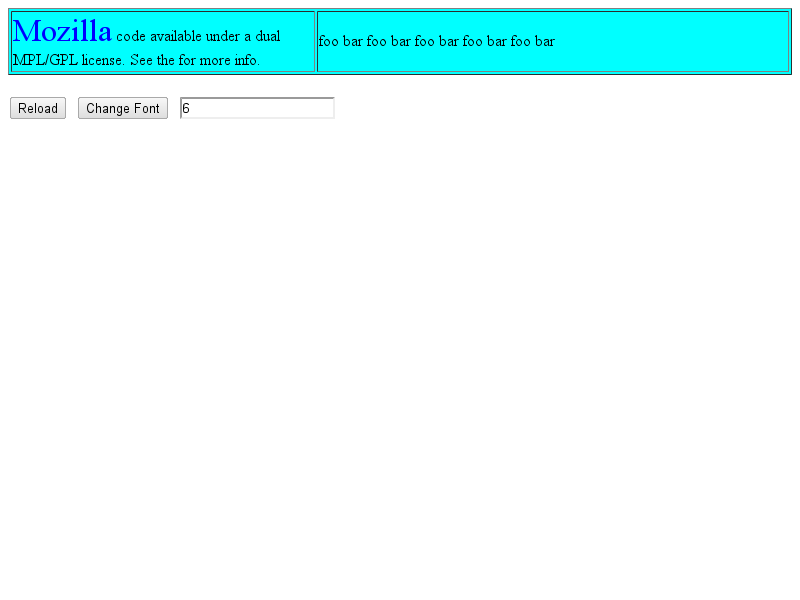 Mozilla code available under a dual
MPL/GPL license. See the for more info.
foo bar foo bar foo bar foo bar foo bar
Reload Change Font 6